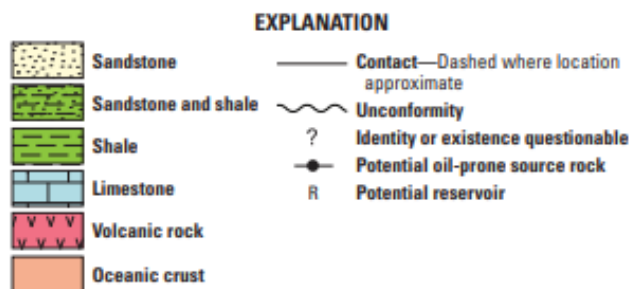 EXPLANATION
Sandstone
Sandstone and shale
Shale
Limestone
Volcanic rock
Oceanic crust
Contact—Dashed where location
approximate
Unconformity
? Identity or existence questionable
Potential oil-prone source rock
R Potential reservoir